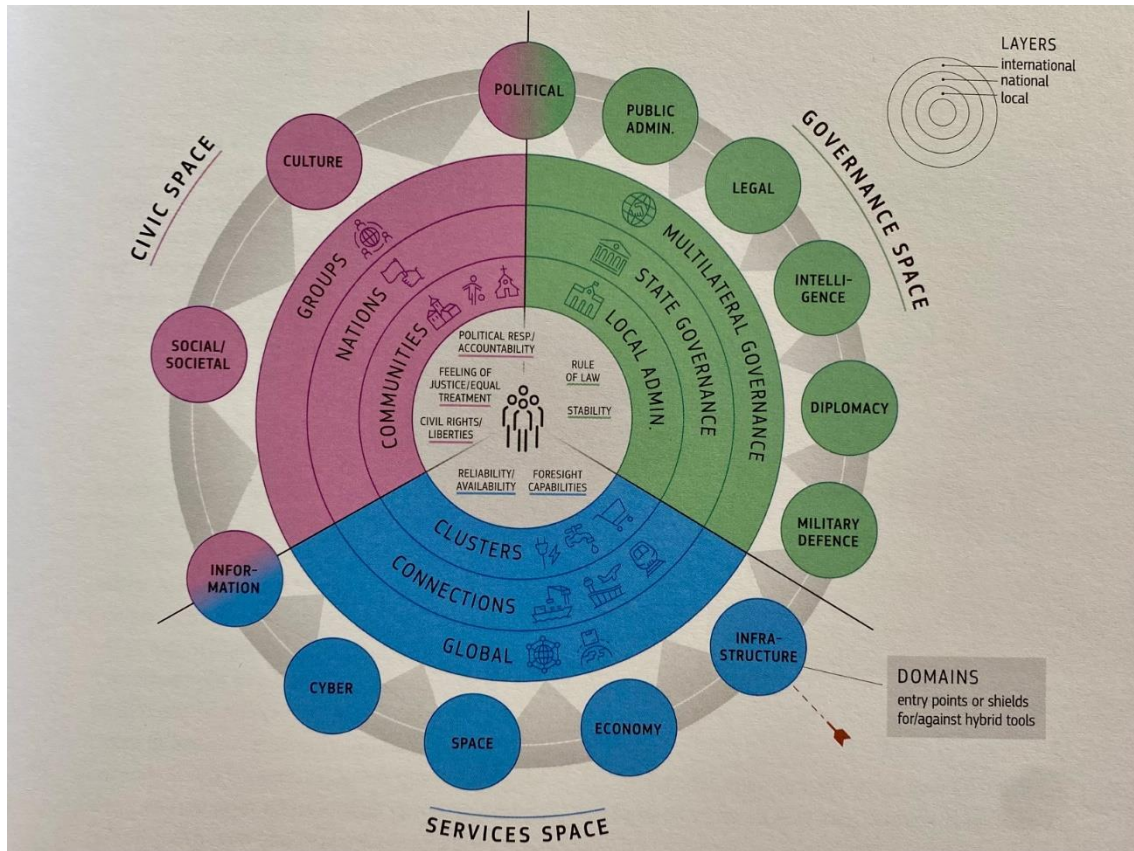 LAYERS
international
national
local
CIVIC SPACE
GOVERNANCE SPACE
SERVICES SPACE
POLITICAL
PUBLIC
ADMIN.
LEGAL
INTELLI-
GENCE
DIPLOMACY
MILITARY
DEFENCE
INFRA-
STRUCTURE
ECONOMY
SPACE
CYBER
INFOR-
MATION
SOCIAL/
SOCIETAL
CULTURE
GROUPS
NATIONS
COMMUNITIES
MULTILATERAL GOVERNANCE
STATE GOVERNANCE
LOCAL ADMIN.
CLUSTERS
CONNECTIONS
GLOBAL
POLITICAL RESP./
ACCOUNTABILITY
FEELING OF
JUSTICE/EQUAL
TREATMENT
CIVIL RIGHTS/
LIBERTIES
RULE
OF LAW
STABILITY
RELIABILITY/
AVAILABILITY
FORESIGHT
CAPABILITIES
DOMAINS
entry points or shields
for/against hybrid tools